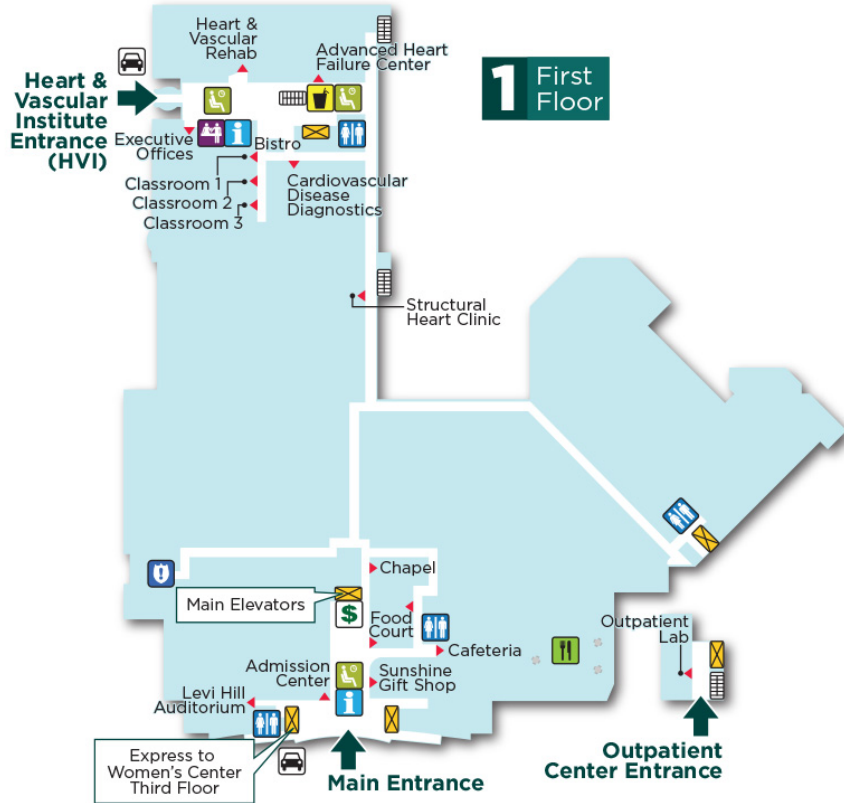 Heart &
Vascular
Rehab
Advanced Heart
Failure Center
1 First
Floor
Heart &
Vascular
Institute
Entrance
(HVI)
Executive
Offices
Bistro
Classroom 1
Classroom 2
Classroom 3
Cardiovascular
Disease
Diagnostics
Structural
Heart Clinic
Chapel
Main Elevators
$
Food
Court
Cafeteria
Outpatient
Lab
Admission
Center
Sunshine
Gift Shop
Levi Hill
Auditorium
Express to
Women's Center
Third Floor
Main Entrance
Outpatient
Center Entrance